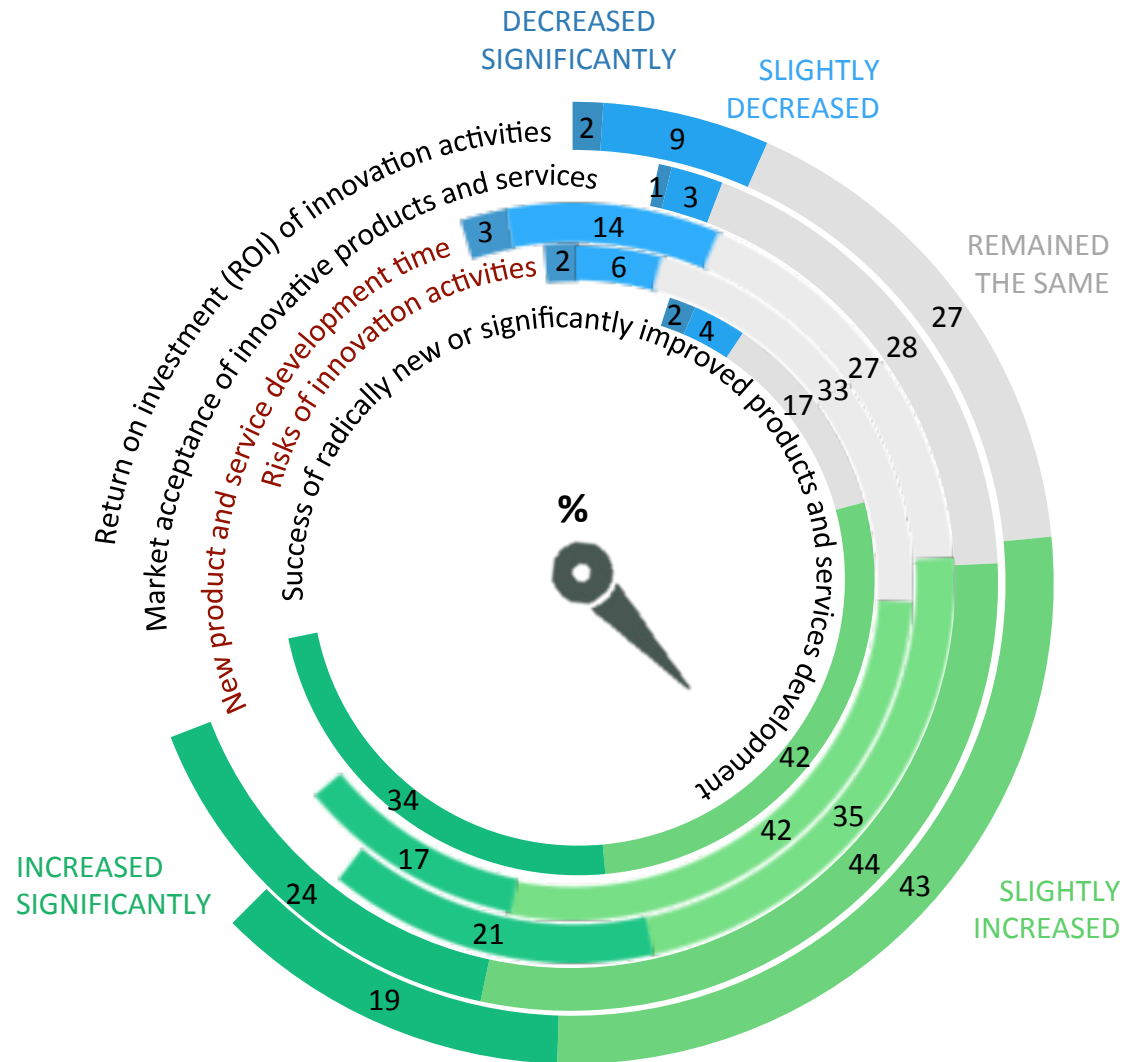 DECREASED
SIGNIFICANTLY
SLIGHTLY
DECREASED
REMAINED
THE SAME
Return on investment (ROI) of innovation activities
2
9
27
43
19
Market acceptance of innovative products and services
1
3
28
44
24
New product and service development time
3
14
27
35
21
Risks of innovation activities
2
6
33
42
17
Success of radically new or significantly improved products and services development
2
4
17
42
34
%
INCREASED
SIGNIFICANTLY
SLIGHTLY
INCREASED